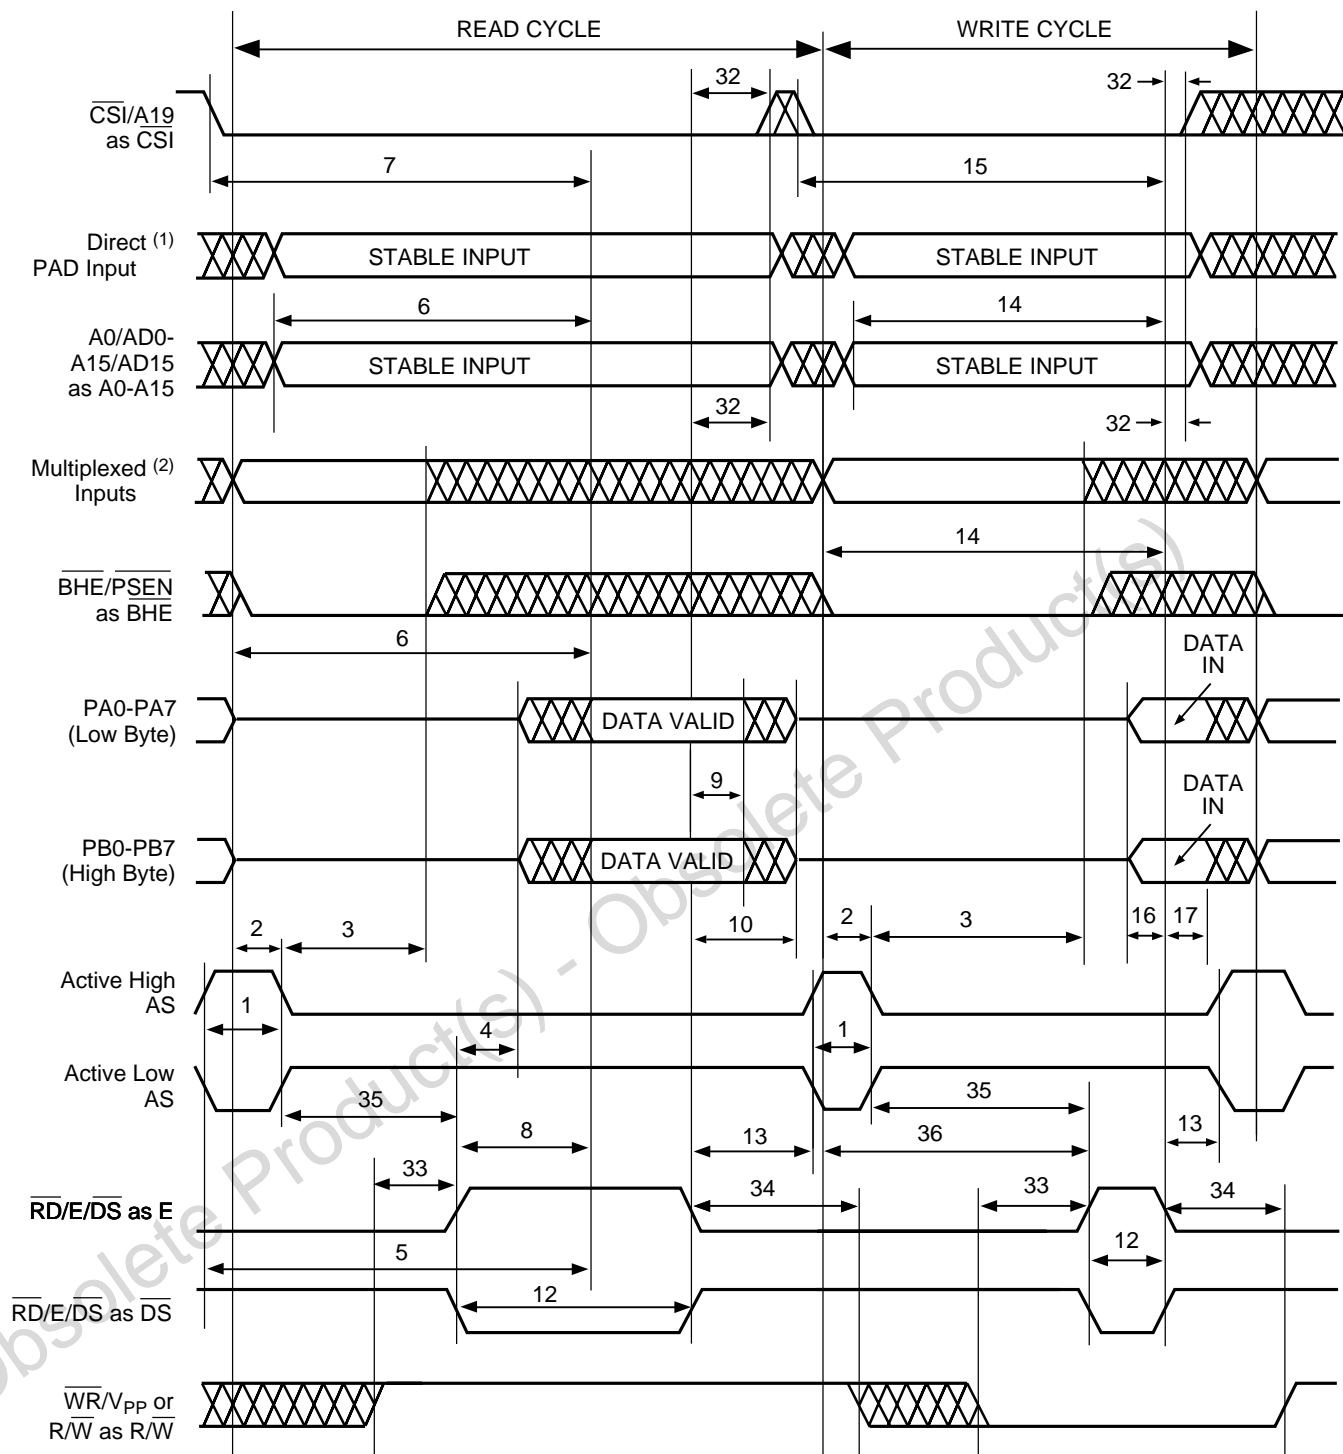 READ CYCLE
WRITE CYCLE
32
32
CSI/A19
as CSI
7
15
Direct (1)
PAD Input
STABLE INPUT
STABLE INPUT
6
14
A0/AD0-
A15/AD15
as A0-A15
STABLE INPUT
STABLE INPUT
32
32
Multiplexed (2)
Inputs
14
BHE/PSEN
as BHE
6
DATA
IN
PA0-PA7
(Low Byte)
DATA VALID
9
DATA
IN
PB0-PB7
(High Byte)
DATA VALID
2
3
10
2
3
16
17
Active High
AS
1
4
1
Active Low
AS
35
35
8
13
36
13
33
34
33
34
RD/E/DS as E
5
12
12
RD/E/DS as DS
WR/VPP or
R/W as R/W
Obsolete Product(s) - Obsolete Product(s)